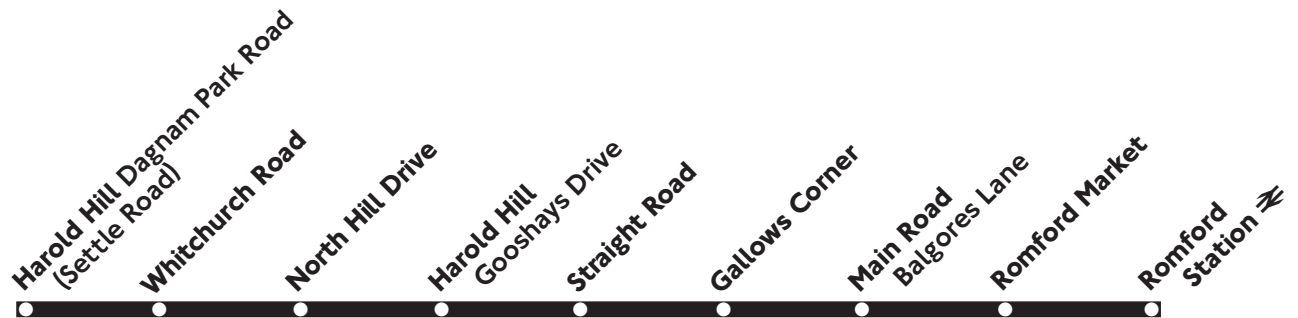 Harold Hill Dagnam Park Road
(Settle Road)
Whitchurch Road
North Hill Drive
Harold Hill
Gooshays Drive
Straight Road
Gallows Corner
Main Road
Balgores Lane
Romford Market
Romford
Station